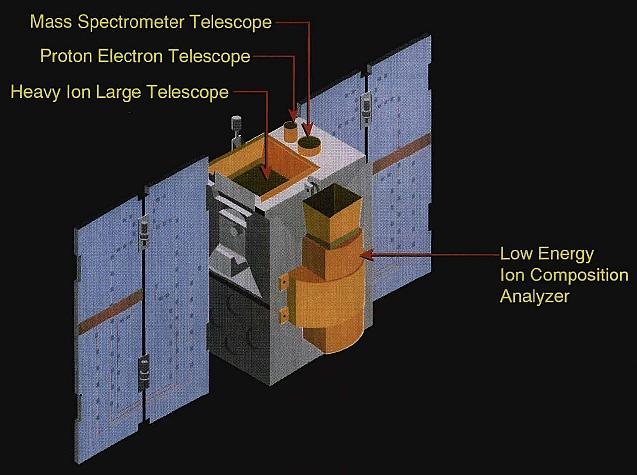 Mass Spectrometer Telescope
Proton Electron Telescope
Heavy Ion Large Telescope
Low Energy
Ion Composition
Analyzer